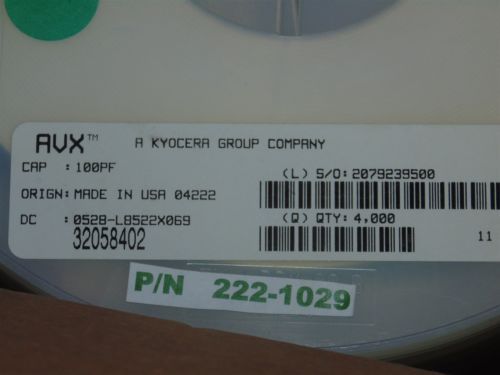 AVX™ A KYOCERA GROUP COMPANY
CAP : 100PF
(L) S/O: 2079239500
ORIGN: MADE IN USA 04222
DC : 0528-L8522X069
(Q) QTY: 4,000
32058402
11
P/N 222-1029